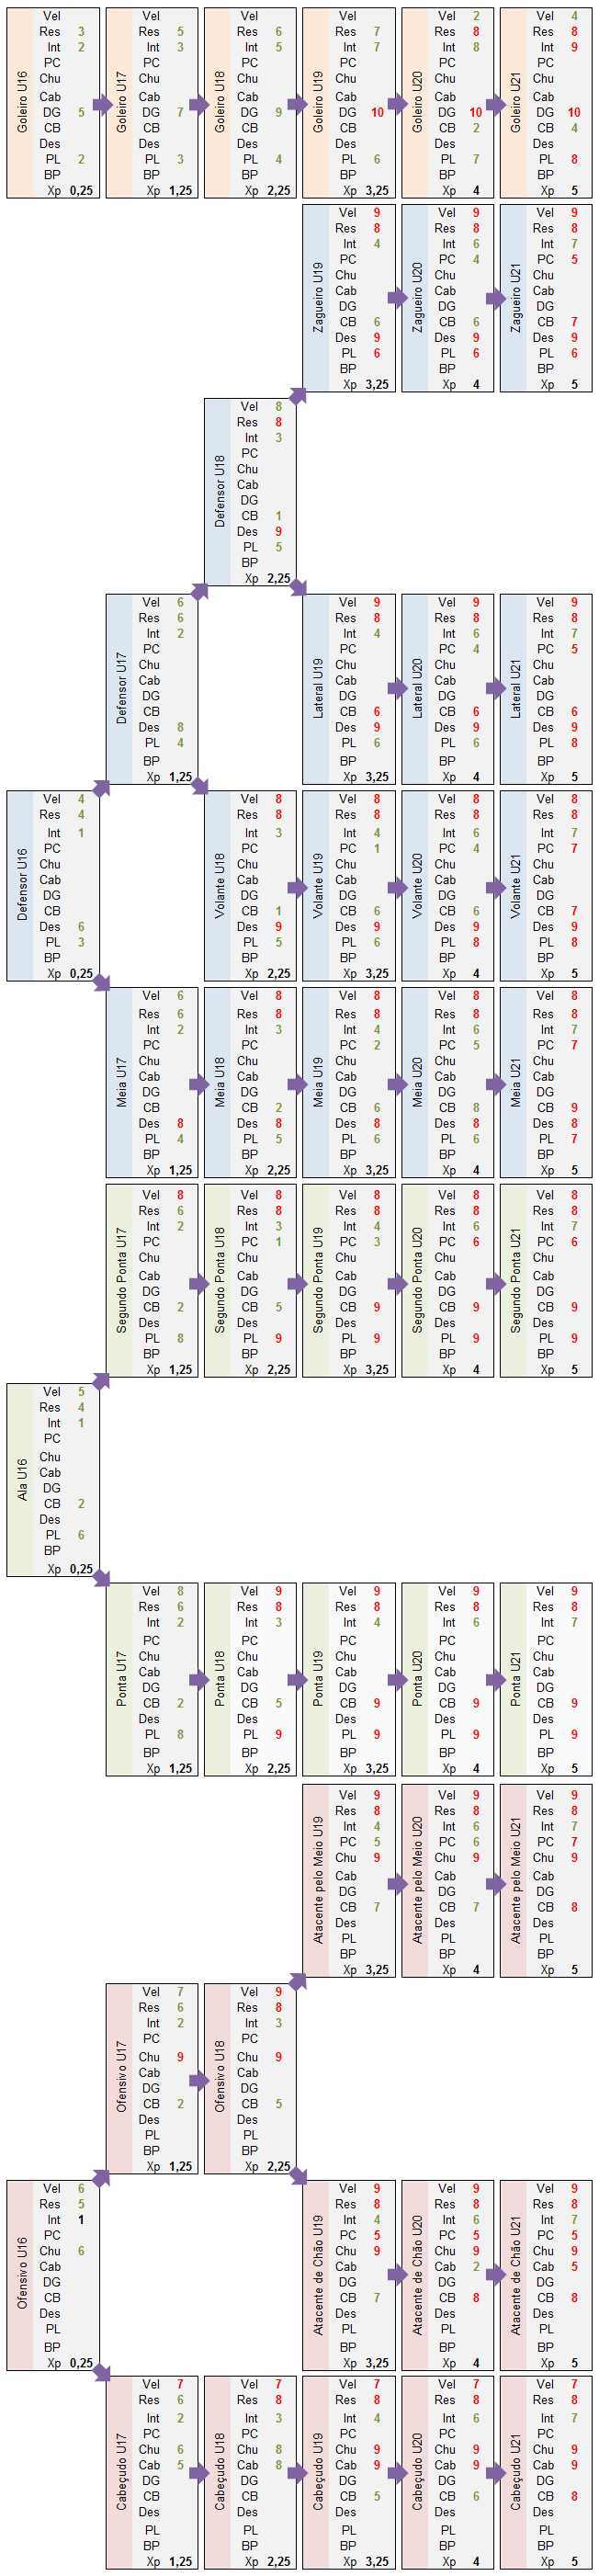 Goleiro U16
Vel
Res 3
Int 2
PC
Chu
Cab
DG 5
CB
Des
PL 2
BP
Xp 0,25
Goleiro U17
Vel
Res 5
Int 3
PC
Chu
Cab
DG 7
CB
Des
PL 3
BP
Xp 1,25
Goleiro U18
Vel
Res 6
Int 5
PC
Chu
Cab
DG 9
CB
Des
PL 4
BP
Xp 2,25
Goleiro U19
Vel
Res 7
Int 7
PC
Chu
Cab
DG 10
CB
Des
PL 6
BP
Xp 3,25
Goleiro U20
Vel 2
Res 8
Int 8
PC
Chu
Cab
DG 10
CB 2
Des
PL 7
BP
Xp 4
Goleiro U21
Vel 4
Res 8
Int 9
PC
Chu
Cab
DG 10
CB 4
Des
PL 8
BP
Xp 5
Zagueiro U19
Vel 9
Res 8
Int 4
PC
Chu
Cab
DG
CB 6
Des 9
PL 6
BP
Xp 3,25
Zagueiro U20
Vel 9
Res 8
Int 6
PC 4
Chu
Cab
DG
CB 6
Des 9
PL 6
BP
Xp 4
Zagueiro U21
Vel 9
Res 8
Int 7
PC 5
Chu
Cab
DG
CB 7
Des 9
PL 6
BP
Xp 5
Defensor U18
Vel 8
Res 8
Int 3
PC
Chu
Cab
DG
CB 1
Des 9
PL 5
BP
Xp 2,25
Defensor U17
Vel 6
Res 6
Int 2
PC
Chu
Cab
DG
CB
Des 8
PL 4
BP
Xp 1,25
Lateral U19
Vel 9
Res 8
Int 4
PC
Chu
Cab
DG
CB 6
Des 9
PL 6
BP
Xp 3,25
Lateral U20
Vel 9
Res 8
Int 6
PC 4
Chu
Cab
DG
CB 6
Des 9
PL 6
BP
Xp 4
Lateral U21
Vel 9
Res 8
Int 7
PC 5
Chu
Cab
DG
CB 6
Des 9
PL 8
BP
Xp 5
Defensor U16
Vel 4
Res 4
Int 1
PC
Chu
Cab
DG
CB
Des 6
PL 3
BP
Xp 0,25
Volante U18
Vel 8
Res 8
Int 3
PC
Chu
Cab
DG
CB 1
Des 9
PL 5
BP
Xp 2,25
Volante U19
Vel 8
Res 8
Int 4
PC 1
Chu
Cab
DG
CB 6
Des 9
PL 6
BP
Xp 3,25
Volante U20
Vel 8
Res 8
Int 6
PC 4
Chu
Cab
DG
CB 6
Des 9
PL 8
BP
Xp 4
Volante U21
Vel 8
Res 8
Int 7
PC 7
Chu
Cab
DG
CB 7
Des 9
PL 8
BP
Xp 5
Meia U17
Vel 6
Res 6
Int 2
PC
Chu
Cab
DG
CB
Des 8
PL 4
BP
Xp 1,25
Meia U18
Vel 8
Res 8
Int 3
PC
Chu
Cab
DG
CB 2
Des 8
PL 5
BP
Xp 2,25
Meia U19
Vel 8
Res 8
Int 4
PC 2
Chu
Cab
DG
CB 6
Des 8
PL 6
BP
Xp 3,25
Meia U20
Vel 8
Res 8
Int 6
PC 5
Chu
Cab
DG
CB 8
Des 8
PL 6
BP
Xp 4
Meia U21
Vel 8
Res 8
Int 7
PC 7
Chu
Cab
DG
CB 9
Des 8
PL 7
BP
Xp 5
Segundo Ponta U17
Vel 8
Res 6
Int 2
PC
Chu
Cab
DG
CB 2
Des
PL 8
BP
Xp 1,25
Segundo Ponta U18
Vel 8
Res 8
Int 3
PC 1
Chu
Cab
DG
CB 5
Des
PL 9
BP
Xp 2,25
Segundo Ponta U19
Vel 8
Res 8
Int 4
PC 3
Chu
Cab
DG
CB 9
Des
PL 9
BP
Xp 3,25
Segundo Ponta U20
Vel 8
Res 8
Int 6
PC 6
Chu
Cab
DG
CB 9
Des
PL 9
BP
Xp 4
Segundo Ponta U21
Vel 8
Res 8
Int 7
PC 6
Chu
Cab
DG
CB 9
Des
PL 9
BP
Xp 5
Ala U16
Vel 5
Res 4
Int 1
PC
Chu
Cab
DG
CB 2
Des
PL 6
BP
Xp 0,25
Ponta U17
Vel 8
Res 6
Int 2
PC
Chu
Cab
DG
CB 2
Des
PL 8
BP
Xp 1,25
Ponta U18
Vel 9
Res 8
Int 3
PC
Chu
Cab
DG
CB 5
Des
PL 9
BP
Xp 2,25
Ponta U19
Vel 9
Res 8
Int 4
PC
Chu
Cab
DG
CB 9
Des
PL 9
BP
Xp 3,25
Ponta U20
Vel 9
Res 8
Int 6
PC
Chu
Cab
DG
CB 9
Des
PL 9
BP
Xp 4
Ponta U21
Vel 9
Res 8
Int 7
PC
Chu
Cab
DG
CB 9
Des
PL 9
BP
Xp 5
Atacente pelo Meio U19
Vel 9
Res 8
Int 4
PC 5
Chu 9
Cab
DG
CB 7
Des
PL
BP
Xp 3,25
Atacente pelo Meio U20
Vel 9
Res 8
Int 6
PC 6
Chu 9
Cab
DG
CB 7
Des
PL
BP
Xp 4
Atacente pelo Meio U21
Vel 9
Res 8
Int 7
PC 7
Chu 9
Cab
DG
CB 8
Des
PL
BP
Xp 5
Ofensivo U17
Vel 7
Res 6
Int 2
PC
Chu 9
Cab
DG
CB 2
Des
PL
BP
Xp 1,25
Ofensivo U18
Vel 9
Res 8
Int 3
PC
Chu 9
Cab
DG
CB 5
Des
PL
BP
Xp 2,25
Ofensivo U16
Vel 6
Res 5
Int 1
PC
Chu 6
Cab
DG
CB
Des
PL
BP
Xp 0,25
Atacente de Chão U19
Vel 9
Res 8
Int 4
PC 5
Chu 9
Cab
DG
CB 7
Des
PL
BP
Xp 3,25
Atacente de Chão U20
Vel 9
Res 8
Int 6
PC 5
Chu 9
Cab 2
DG
CB 8
Des
PL
BP
Xp 4
Atacente de Chão U21
Vel 9
Res 8
Int 7
PC 5
Chu 9
Cab 5
DG
CB 8
Des
PL
BP
Xp 5
Cabeçudo U17
Vel 7
Res 6
Int 2
PC
Chu 6
Cab 5
DG
CB
Des
PL
BP
Xp 1,25
Cabeçudo U18
Vel 7
Res 8
Int 3
PC
Chu 8
Cab 8
DG
CB
Des
PL
BP
Xp 2,25
Cabeçudo U19
Vel 7
Res 8
Int 4
PC
Chu 9
Cab 9
DG
CB 5
Des
PL
BP
Xp 3,25
Cabeçudo U20
Vel 7
Res 8
Int 6
PC
Chu 9
Cab 9
DG
CB 6
Des
PL
BP
Xp 4
Cabeçudo U21
Vel 7
Res 8
Int 7
PC
Chu 9
Cab 9
DG
CB 8
Des
PL
BP
Xp 5